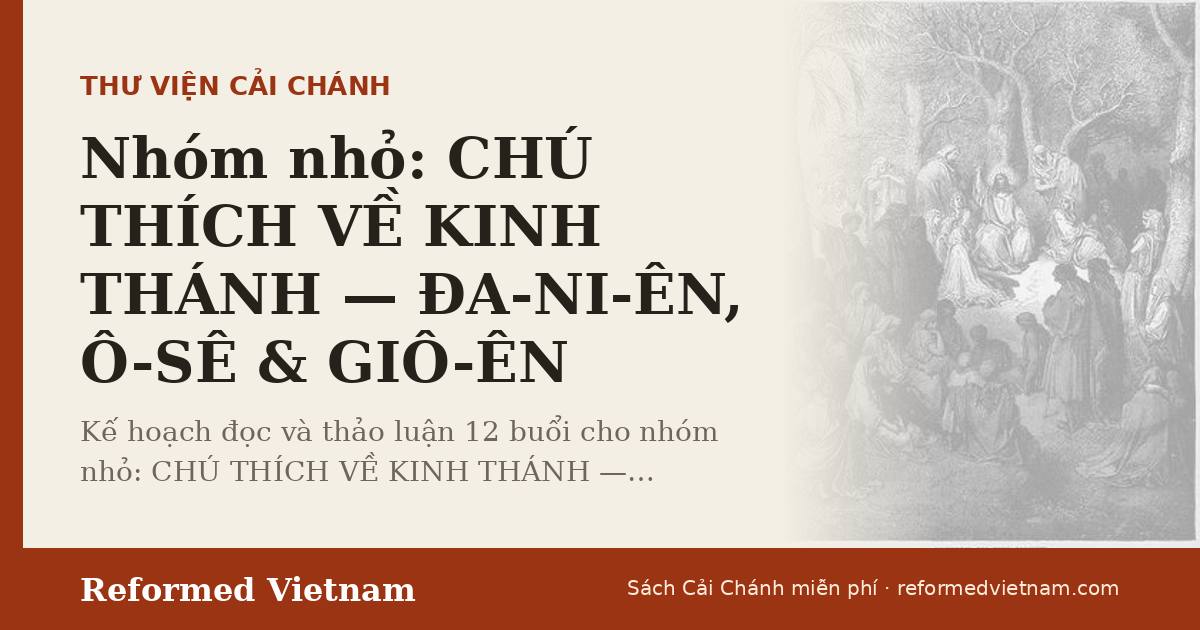 THƯ VIỆN CẢI CHÁNH
Nhóm nhỏ: CHÚ
THÍCH VỀ KINH
THÁNH — ĐA-NI-ÊN,
Ô-SÊ & GIÔ-ÊN
Kế hoạch đọc và thảo luận 12 buổi cho nhóm
nhỏ: CHÚ THÍCH VỀ KINH THÁNH —...
Reformed Vietnam
Sách Cải Chánh miễn phí · reformedvietnam.com